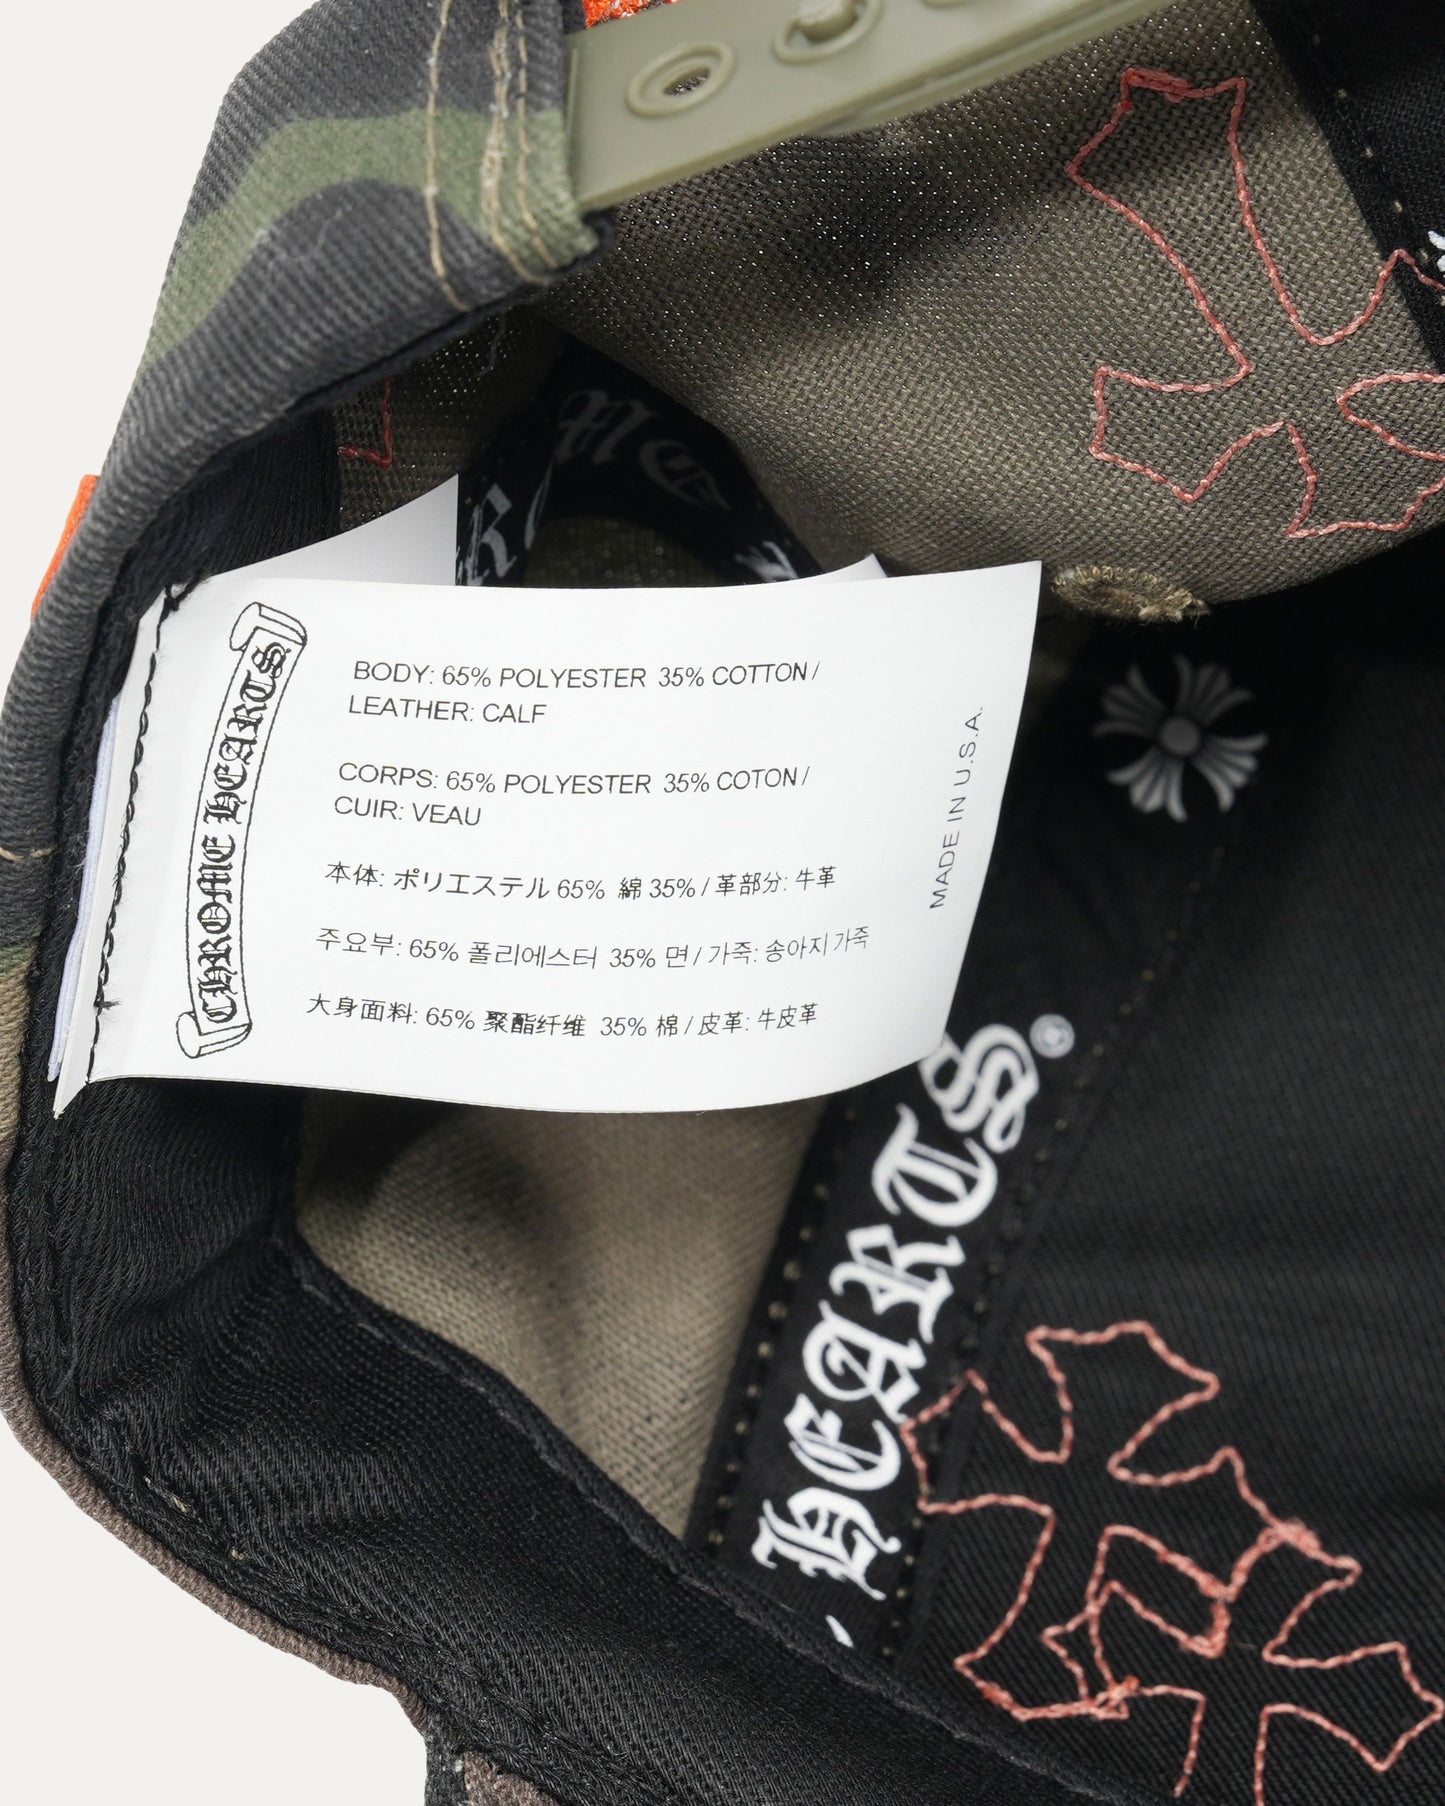 CHROME HEARTS
BODY: 65% POLYESTER 35% COTTON /
LEATHER: CALF
CORPS: 65% POLYESTER 35% COTON /
CUIR: VEAU
本体: ポリエステル 65% 綿 35% / 革部分: 牛革
주요부: 65% 폴리에스터 35% 면 / 가죽: 송아지 가죽
大身面料: 65% 聚酯纤维 35% 棉 / 皮革: 牛皮革
MADE IN U.S.A.
HEARTS®